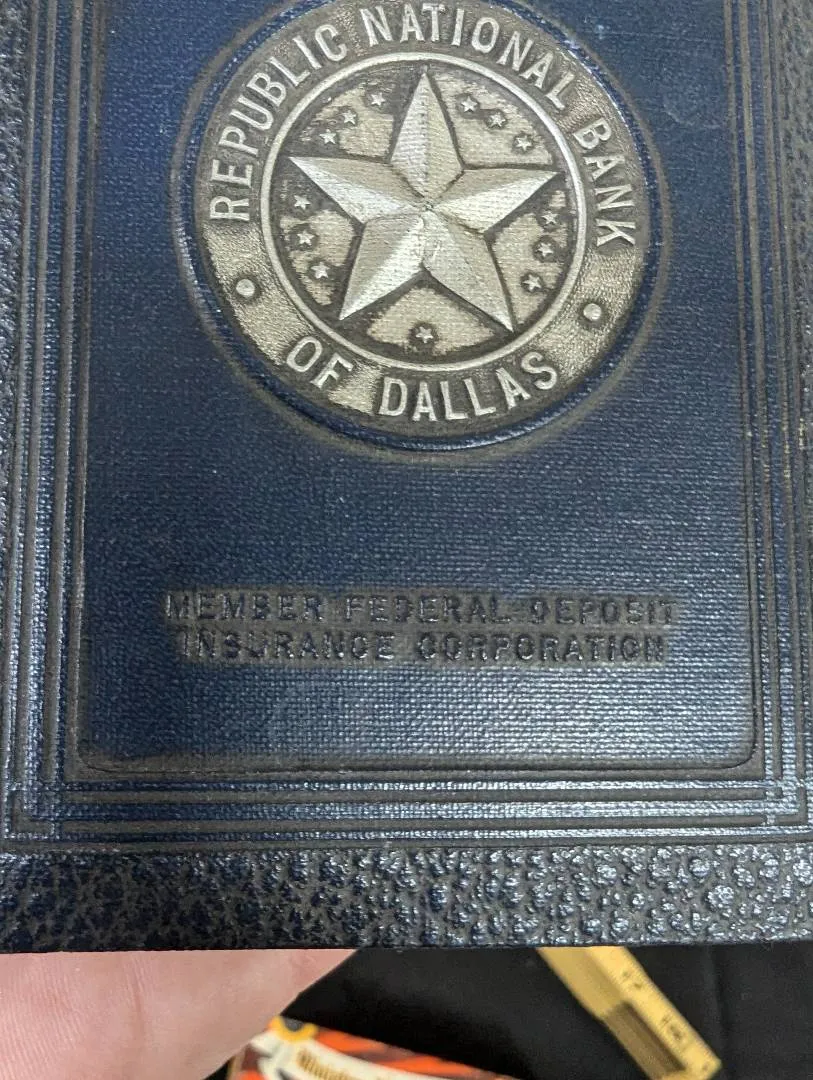 REPUBLIC NATIONAL BANK
OF DALLAS
MEMBER FEDERAL DEPOSIT
INSURANCE CORPORATION